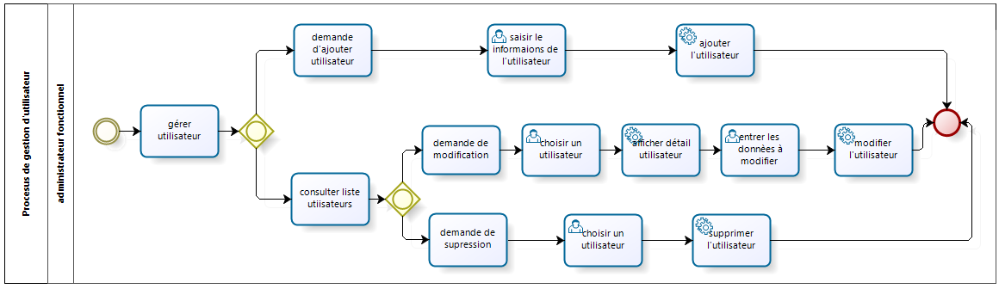 Procesus de gestion d'utilisateur
administrateur fonctionnel
gérer
utilisateur
demande
d'ajouter
utilisateur
saisir le
informaions de
l'utilisateur
ajouter
l'utilisateur
consulter liste
utiisateurs
demande de
modification
choisir un
utilisateur
afficher détail
utilisateur
entrer les
données à
modifier
modifier
l'utilisateur
demande de
supression
choisir un
utilisateur
supprimer
l'utilisateur